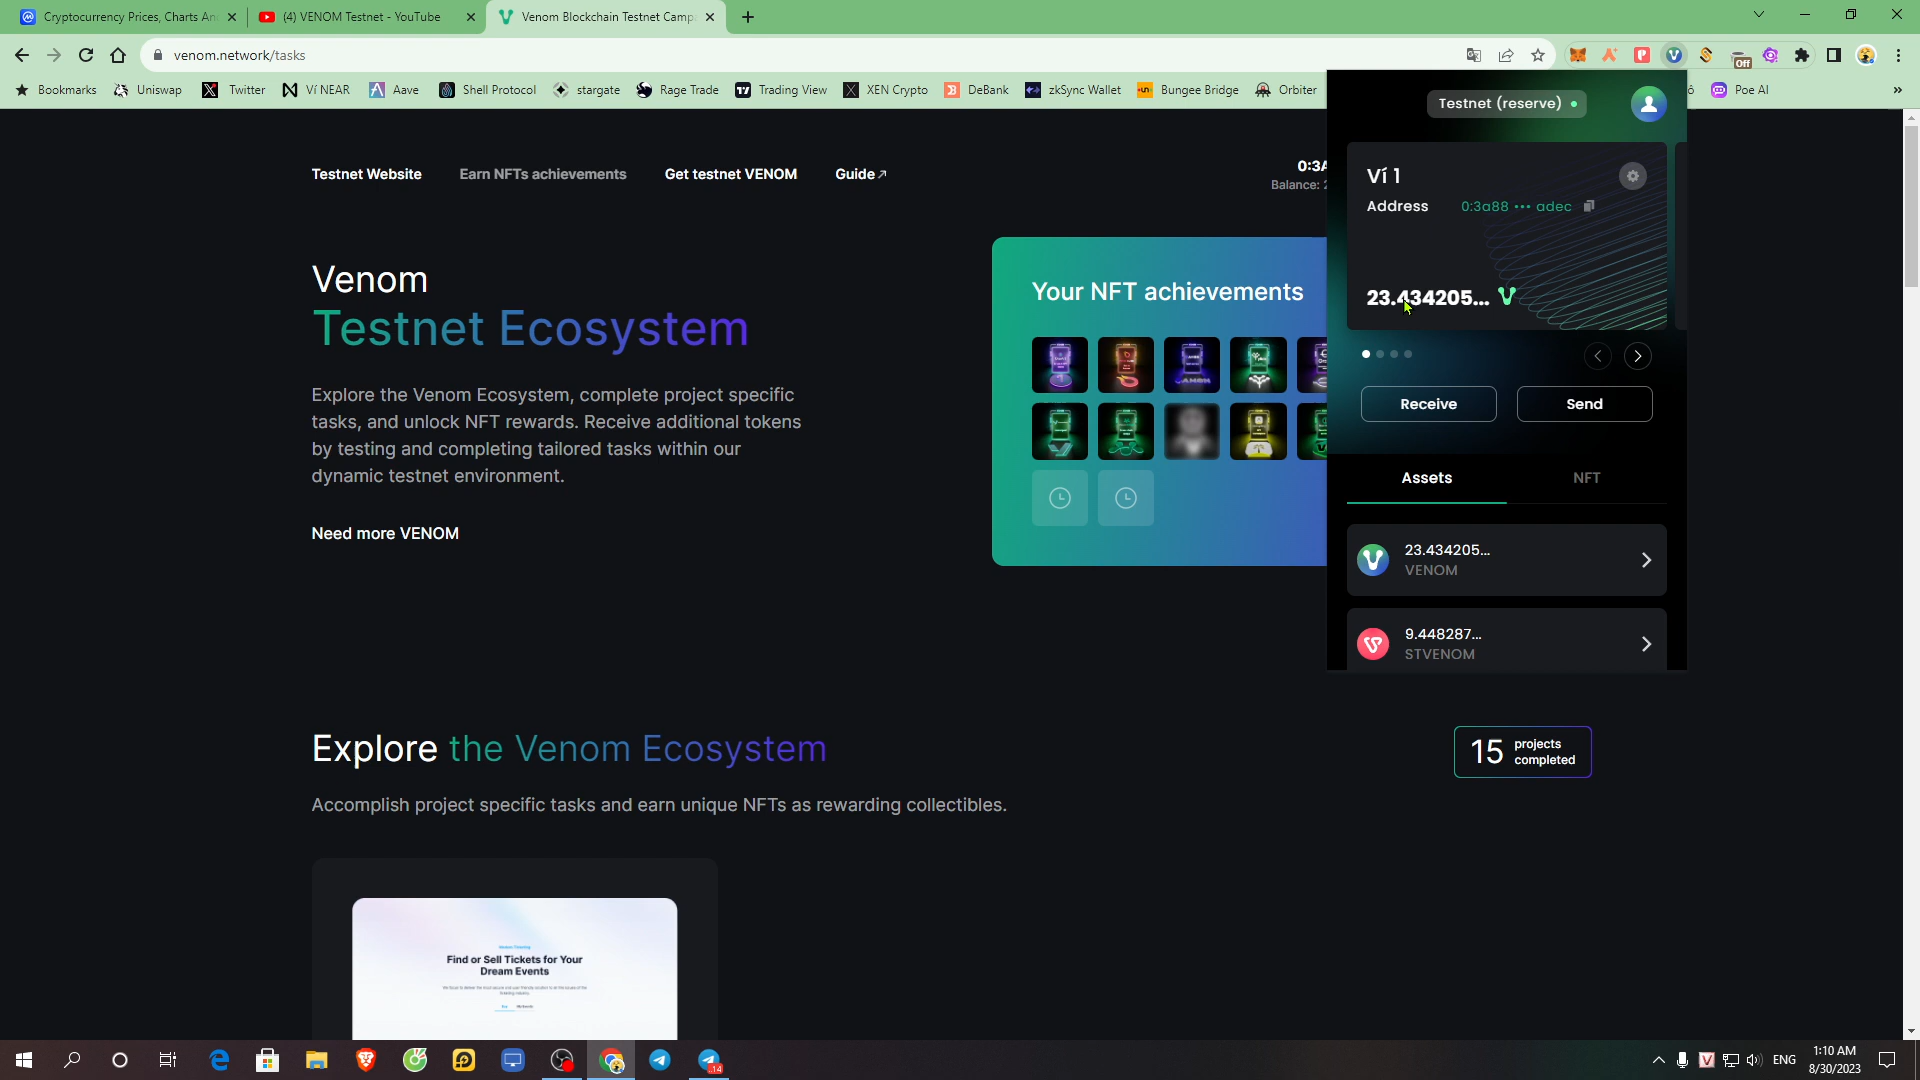 Cryptocurrency Prices, Charts An
(4) VENOM Testnet - YouTube
Venom Blockchain Testnet Camp
venom.network/tasks
Off
Bookmarks
Uniswap
Twitter
Ví NEAR
Aave
Shell Protocol
stargate
Rage Trade
Trading View
XEN Crypto
DeBank
zkSync Wallet
Bungee Bridge
Orbiter
Poe AI
Testnet (reserve)
Testnet Website
Earn NFTs achievements
Get testnet VENOM
Guide↗
0:3A
Balance: 2
Ví 1
Address
0:3a88 ••• adec
23.434205...
Venom
Testnet Ecosystem
Explore the Venom Ecosystem, complete project specific
tasks, and unlock NFT rewards. Receive additional tokens
by testing and completing tailored tasks within our
dynamic testnet environment.
Need more VENOM
Your NFT achievements
Receive
Send
Assets
NFT
23.434205...
VENOM
9.448287...
STVENOM
Explore the Venom Ecosystem
15 projects
completed
Accomplish project specific tasks and earn unique NFTs as rewarding collectibles.
Find or Sell Tickets for Your
Dream Events
14
ENG
1:10 AM
8/30/2023